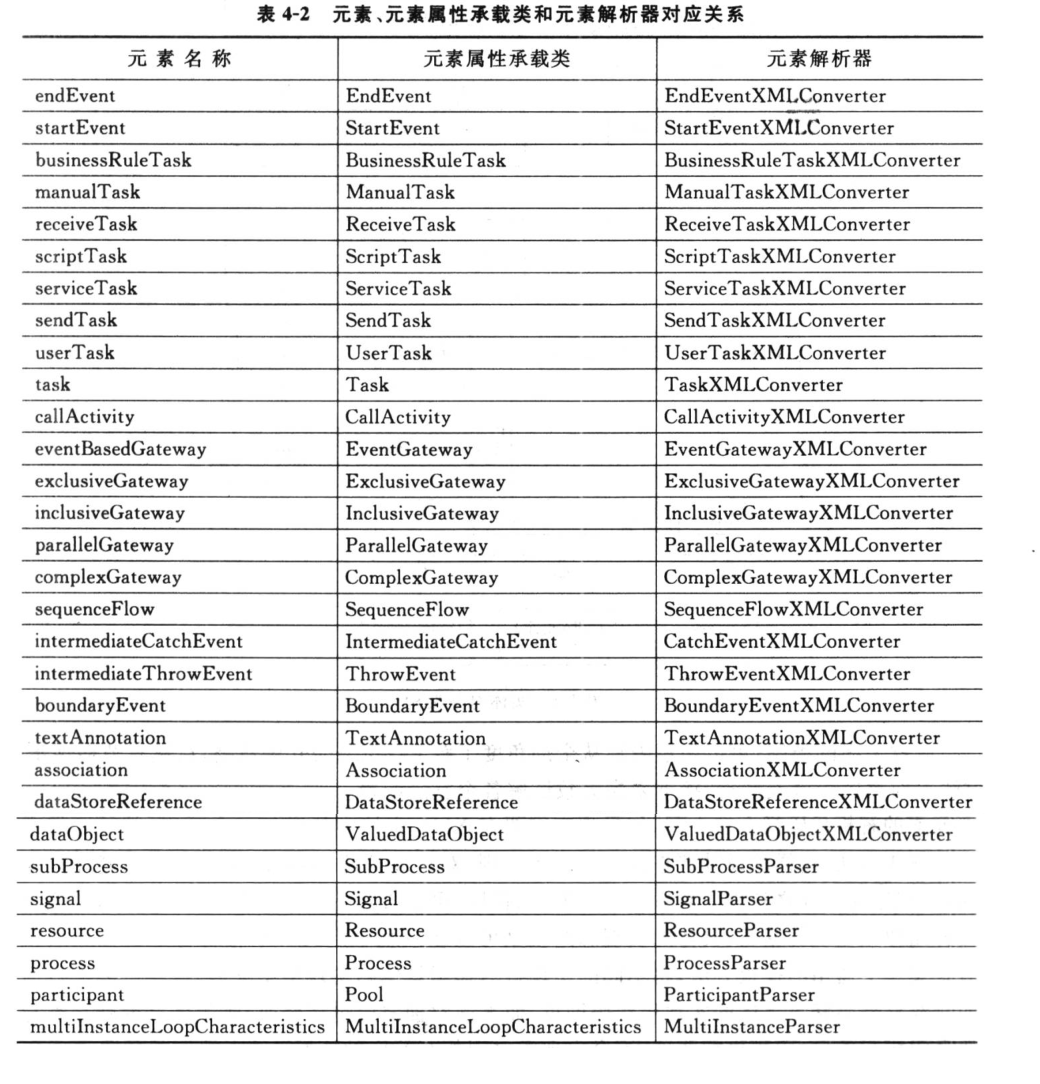 表 4-2 元素、元素属性承载类和元素解析器对应关系
元 素 名 称 元素属性承载类 元素解析器
endEvent EndEvent EndEventXMLConverter
startEvent StartEvent StartEventXMLConverter
businessRuleTask BusinessRuleTask BusinessRuleTaskXMLConverter
manualTask ManualTask ManualTaskXMLConverter
receiveTask ReceiveTask ReceiveTaskXMLConverter
scriptTask ScriptTask ScriptTaskXMLConverter
serviceTask ServiceTask ServiceTaskXMLConverter
sendTask SendTask SendTaskXMLConverter
userTask UserTask UserTaskXMLConverter
task Task TaskXMLConverter
callActivity CallActivity CallActivityXMLConverter
eventBasedGateway EventGateway EventGatewayXMLConverter
exclusiveGateway ExclusiveGateway ExclusiveGatewayXMLConverter
inclusiveGateway InclusiveGateway InclusiveGatewayXMLConverter
parallelGateway ParallelGateway ParallelGatewayXMLConverter
complexGateway ComplexGateway ComplexGatewayXMLConverter
sequenceFlow SequenceFlow SequenceFlowXMLConverter
intermediateCatchEvent IntermediateCatchEvent CatchEventXMLConverter
intermediateThrowEvent ThrowEvent ThrowEventXMLConverter
boundaryEvent BoundaryEvent BoundaryEventXMLConverter
textAnnotation TextAnnotation TextAnnotationXMLConverter
association Association AssociationXMLConverter
dataStoreReference DataStoreReference DataStoreReferenceXMLConverter
dataObject ValuedDataObject ValuedDataObjectXMLConverter
subProcess SubProcess SubProcessParser
signal Signal SignalParser
resource Resource ResourceParser
process Process ProcessParser
participant Pool ParticipantParser
multiInstanceLoopCharacteristics MultiInstanceLoopCharacteristics MultiInstanceParser